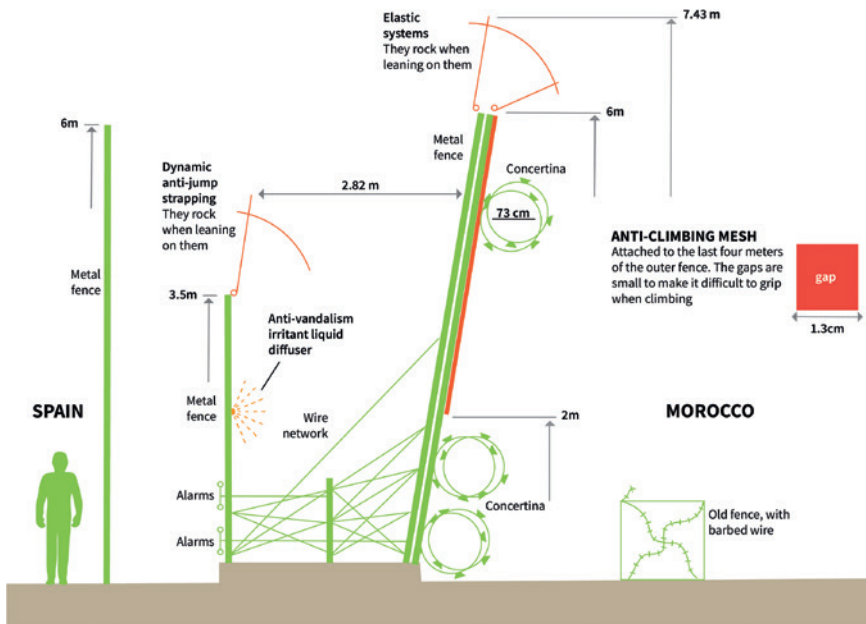 7.43 m
Elastic
systems
They rock when
leaning on them
6m
6m
Metal
fence
Concertina
Dynamic
anti-jump
strapping
They rock
when leaning
on them
2.82 m
73 cm
ANTI-CLIMBING MESH
Attached to the last four meters
of the outer fence. The gaps are
small to make it difficult to grip
when climbing
gap
1.3cm
Metal
fence
3.5m
Anti-vandalism
irritant liquid
diffuser
SPAIN
Metal
fence
Wire
network
2m
MOROCCO
Alarms
Concertina
Old fence, with
barbed wire
Alarms